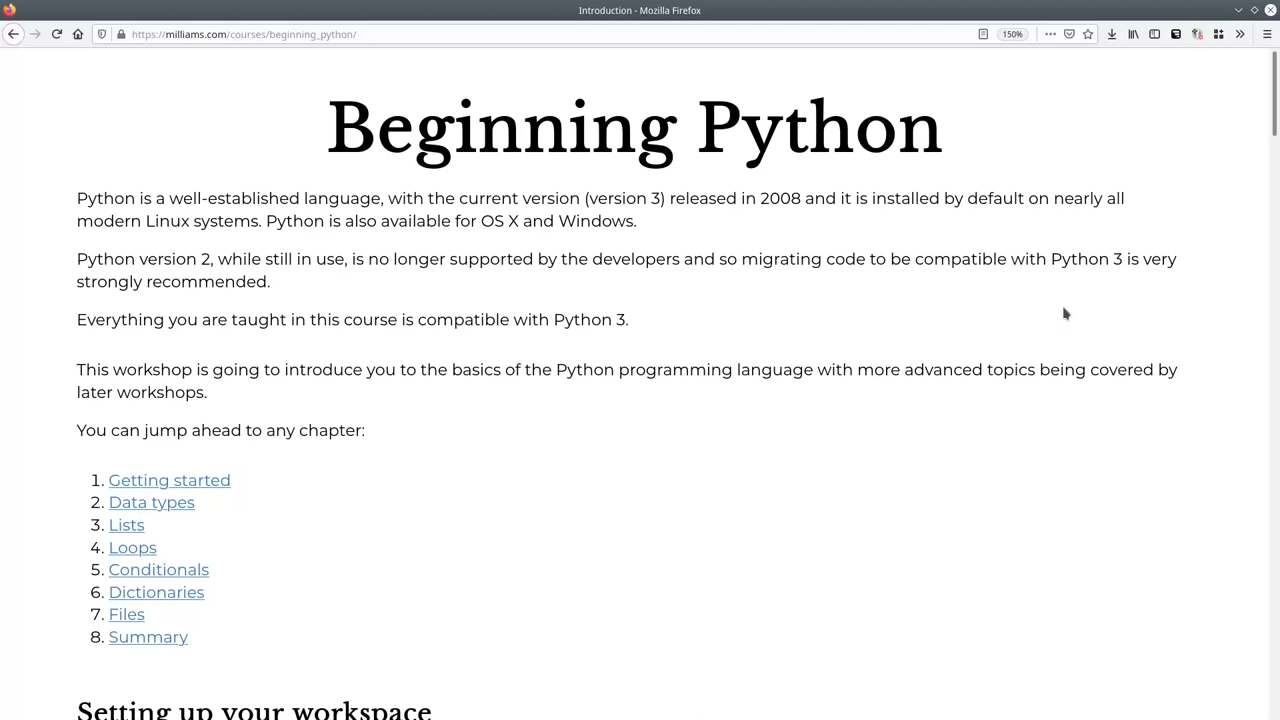 Introduction - Mozilla Firefox
https://milliams.com/courses/beginning_python/
150%
Beginning Python
Python is a well-established language, with the current version (version 3) released in 2008 and it is installed by default on nearly all
modern Linux systems. Python is also available for OS X and Windows.
Python version 2, while still in use, is no longer supported by the developers and so migrating code to be compatible with Python 3 is very
strongly recommended.
Everything you are taught in this course is compatible with Python 3.
This workshop is going to introduce you to the basics of the Python programming language with more advanced topics being covered by
later workshops.
You can jump ahead to any chapter:
1. Getting started
2. Data types
3. Lists
4. Loops
5. Conditionals
6. Dictionaries
7. Files
8. Summary
Setting up your workspace